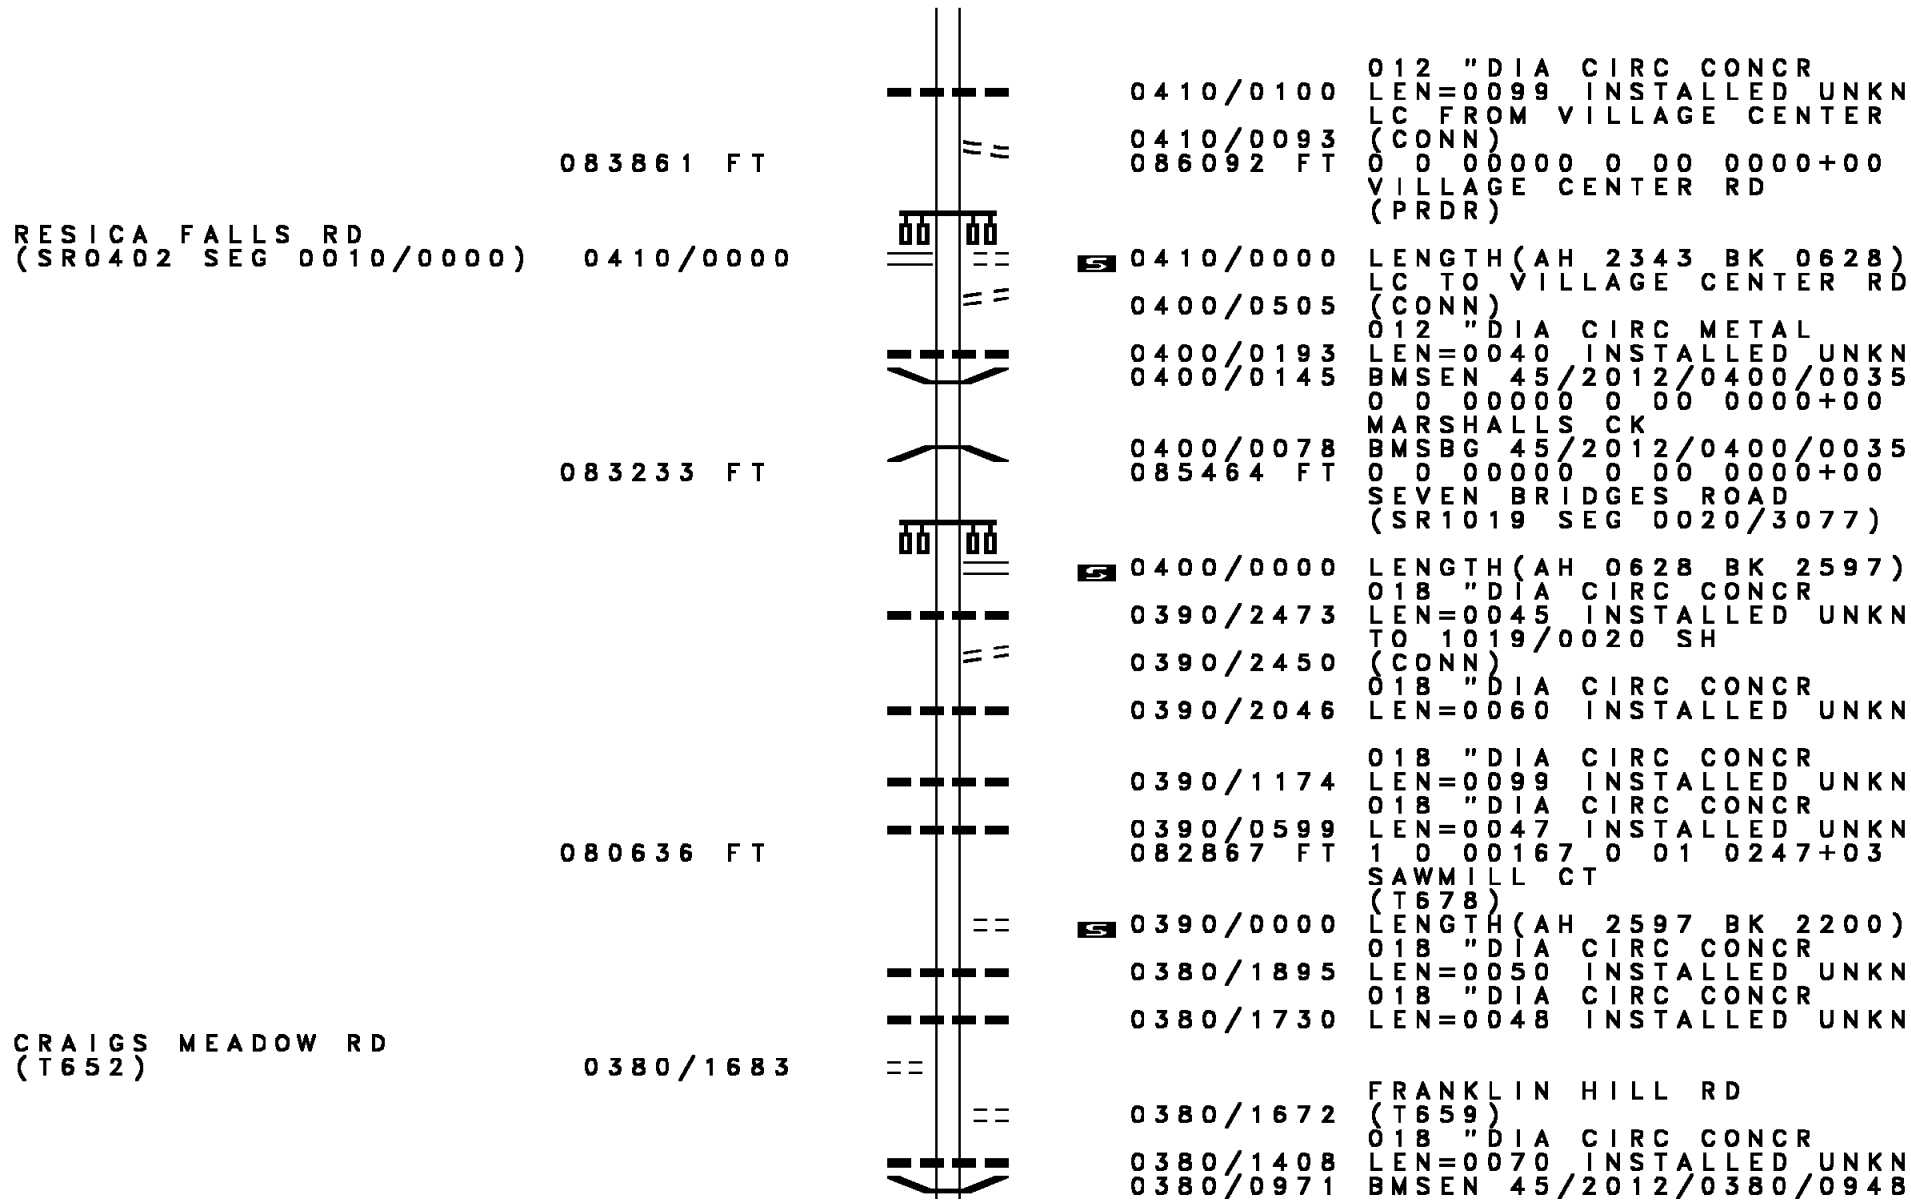 012 "DIA CIRC CONCR
0410/0100 LEN=0099 INSTALLED UNKN
LC FROM VILLAGE CENTER
0410/0093 (CONN)
083861 FT 086092 FT 0 0 00000 0 00 0000+00
VILLAGE CENTER RD
(PRDR)
RESICA FALLS RD
(SR0402 SEG 0010/0000) 0410/0000 S 0410/0000 LENGTH(AH 2343 BK 0628)
LC TO VILLAGE CENTER RD
0400/0505 (CONN)
012 "DIA CIRC METAL
0400/0193 LEN=0040 INSTALLED UNKN
0400/0145 BMSEN 45/2012/0400/0035
0 0 00000 0 00 0000+00
MARSHALLS CK
0400/0078 BMSBG 45/2012/0400/0035
083233 FT 085464 FT 0 0 00000 0 00 0000+00
SEVEN BRIDGES ROAD
(SR1019 SEG 0020/3077)
S 0400/0000 LENGTH(AH 0628 BK 2597)
018 "DIA CIRC CONCR
0390/2473 LEN=0045 INSTALLED UNKN
TO 1019/0020 SH
0390/2450 (CONN)
018 "DIA CIRC CONCR
0390/2046 LEN=0060 INSTALLED UNKN
018 "DIA CIRC CONCR
0390/1174 LEN=0099 INSTALLED UNKN
018 "DIA CIRC CONCR
0390/0599 LEN=0047 INSTALLED UNKN
080636 FT 082867 FT 1 0 00167 0 01 0247+03
SAWMILL CT
(T678)
S 0390/0000 LENGTH(AH 2597 BK 2200)
018 "DIA CIRC CONCR
0380/1895 LEN=0050 INSTALLED UNKN
018 "DIA CIRC CONCR
0380/1730 LEN=0048 INSTALLED UNKN
CRAIGS MEADOW RD
(T652) 0380/1683
FRANKLIN HILL RD
0380/1672 (T659)
018 "DIA CIRC CONCR
0380/1408 LEN=0070 INSTALLED UNKN
0380/0971 BMSEN 45/2012/0380/0948